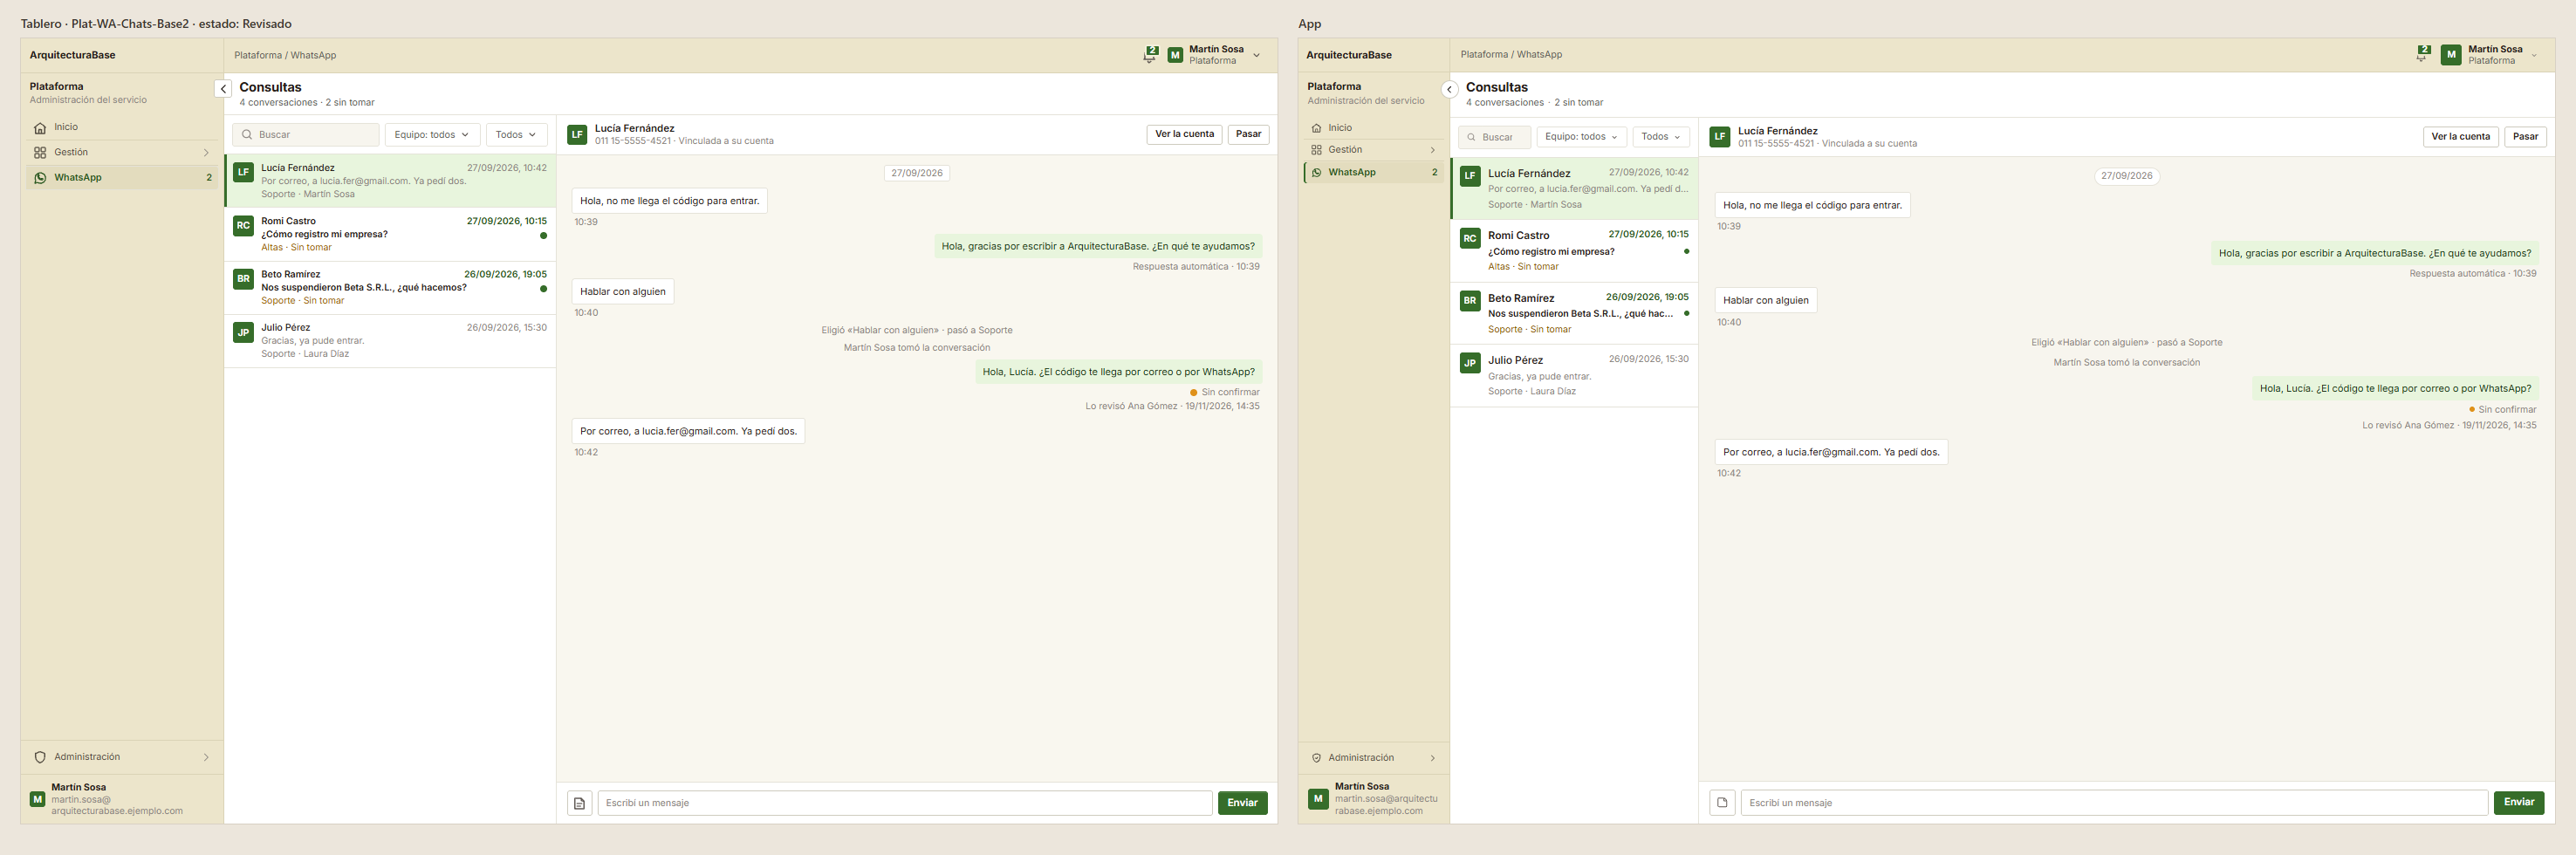 Tablero · Plat-WA-Chats-Base2 · estado: Revisado
ArquitecturaBase
Plataforma / WhatsApp
2
M
Martín Sosa
Plataforma
Plataforma
Administración del servicio
Inicio
Gestión
WhatsApp 2
Administración
M
Martín Sosa
martin.sosa@
arquitecturabase.ejemplo.com
Consultas
4 conversaciones · 2 sin tomar
Buscar
Equipo: todos
Todos
LF
Lucía Fernández 27/09/2026, 10:42
Por correo, a lucia.fer@gmail.com. Ya pedí dos.
Soporte · Martín Sosa
RC
Romi Castro 27/09/2026, 10:15
¿Cómo registro mi empresa?
Altas · Sin tomar
BR
Beto Ramírez 26/09/2026, 19:05
Nos suspendieron Beta S.R.L., ¿qué hacemos?
Soporte · Sin tomar
JP
Julio Pérez 26/09/2026, 15:30
Gracias, ya pude entrar.
Soporte · Laura Díaz
LF
Lucía Fernández
011 15-5555-4521 · Vinculada a su cuenta
Ver la cuenta
Pasar
27/09/2026
Hola, no me llega el código para entrar.
10:39
Hola, gracias por escribir a ArquitecturaBase. ¿En qué te ayudamos?
Respuesta automática · 10:39
Hablar con alguien
10:40
Eligió «Hablar con alguien» · pasó a Soporte
Martín Sosa tomó la conversación
Hola, Lucía. ¿El código te llega por correo o por WhatsApp?
Sin confirmar
Lo revisó Ana Gómez · 19/11/2026, 14:35
Por correo, a lucia.fer@gmail.com. Ya pedí dos.
10:42
Escribí un mensaje
Enviar
App
ArquitecturaBase
Plataforma / WhatsApp
2
M
Martín Sosa
Plataforma
Plataforma
Administración del servicio
Inicio
Gestión
WhatsApp 2
Administración
M
Martín Sosa
martin.sosa@arquitectu
rabase.ejemplo.com
Consultas
4 conversaciones · 2 sin tomar
Buscar
Equipo: todos
Todos
LF
Lucía Fernández 27/09/2026, 10:42
Por correo, a lucia.fer@gmail.com. Ya pedí d...
Soporte · Martín Sosa
RC
Romi Castro 27/09/2026, 10:15
¿Cómo registro mi empresa?
Altas · Sin tomar
BR
Beto Ramírez 26/09/2026, 19:05
Nos suspendieron Beta S.R.L., ¿qué hac...
Soporte · Sin tomar
JP
Julio Pérez 26/09/2026, 15:30
Gracias, ya pude entrar.
Soporte · Laura Díaz
LF
Lucía Fernández
011 15-5555-4521 · Vinculada a su cuenta
Ver la cuenta
Pasar
27/09/2026
Hola, no me llega el código para entrar.
10:39
Hola, gracias por escribir a ArquitecturaBase. ¿En qué te ayudamos?
Respuesta automática · 10:39
Hablar con alguien
10:40
Eligió «Hablar con alguien» · pasó a Soporte
Martín Sosa tomó la conversación
Hola, Lucía. ¿El código te llega por correo o por WhatsApp?
Sin confirmar
Lo revisó Ana Gómez · 19/11/2026, 14:35
Por correo, a lucia.fer@gmail.com. Ya pedí dos.
10:42
Escribí un mensaje
Enviar